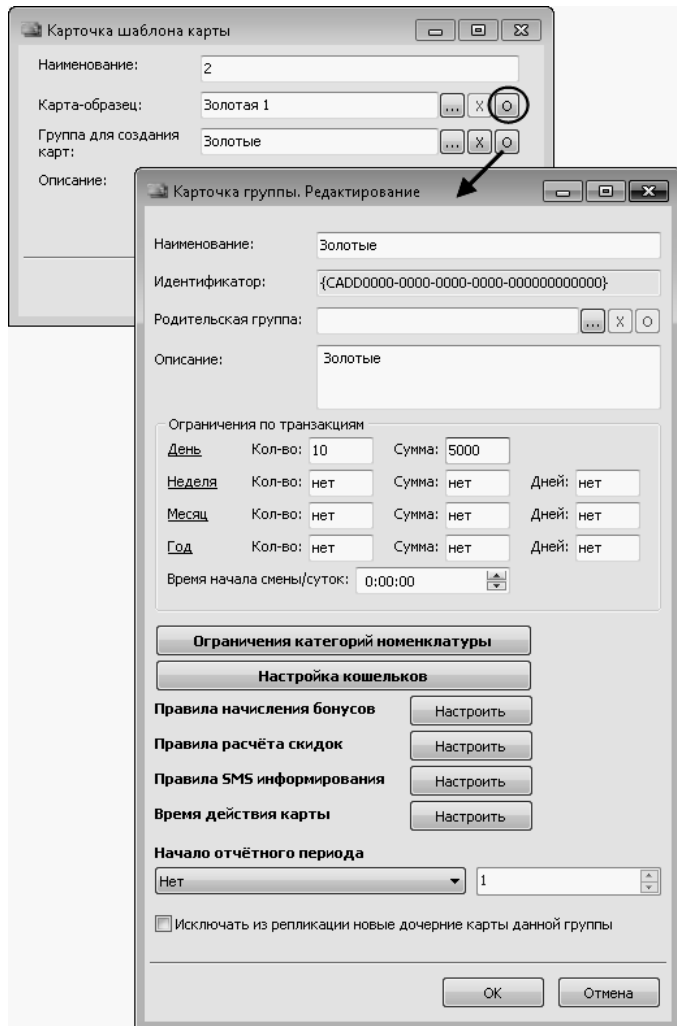 Карточка шаблона карты
Наименование: 2
Карта-образец: Золотая 1 ... X O
Группа для создания карт: Золотые ... X O
Описание:
Карточка группы. Редактирование
Наименование: Золотые
Идентификатор: {CADD0000-0000-0000-0000-000000000000}
Родительская группа: ... X O
Описание: Золотые
Ограничения по транзакциям
День Кол-во: 10 Сумма: 5000
Неделя Кол-во: нет Сумма: нет Дней: нет
Месяц Кол-во: нет Сумма: нет Дней: нет
Год Кол-во: нет Сумма: нет Дней: нет
Время начала смены/суток: 0:00:00
Ограничения категорий номенклатуры
Настройка кошельков
Правила начисления бонусов Настроить
Правила расчёта скидок Настроить
Правила SMS информирования Настроить
Время действия карты Настроить
Начало отчётного периода
Нет 1
Исключать из репликации новые дочерние карты данной группы
OK Отмена